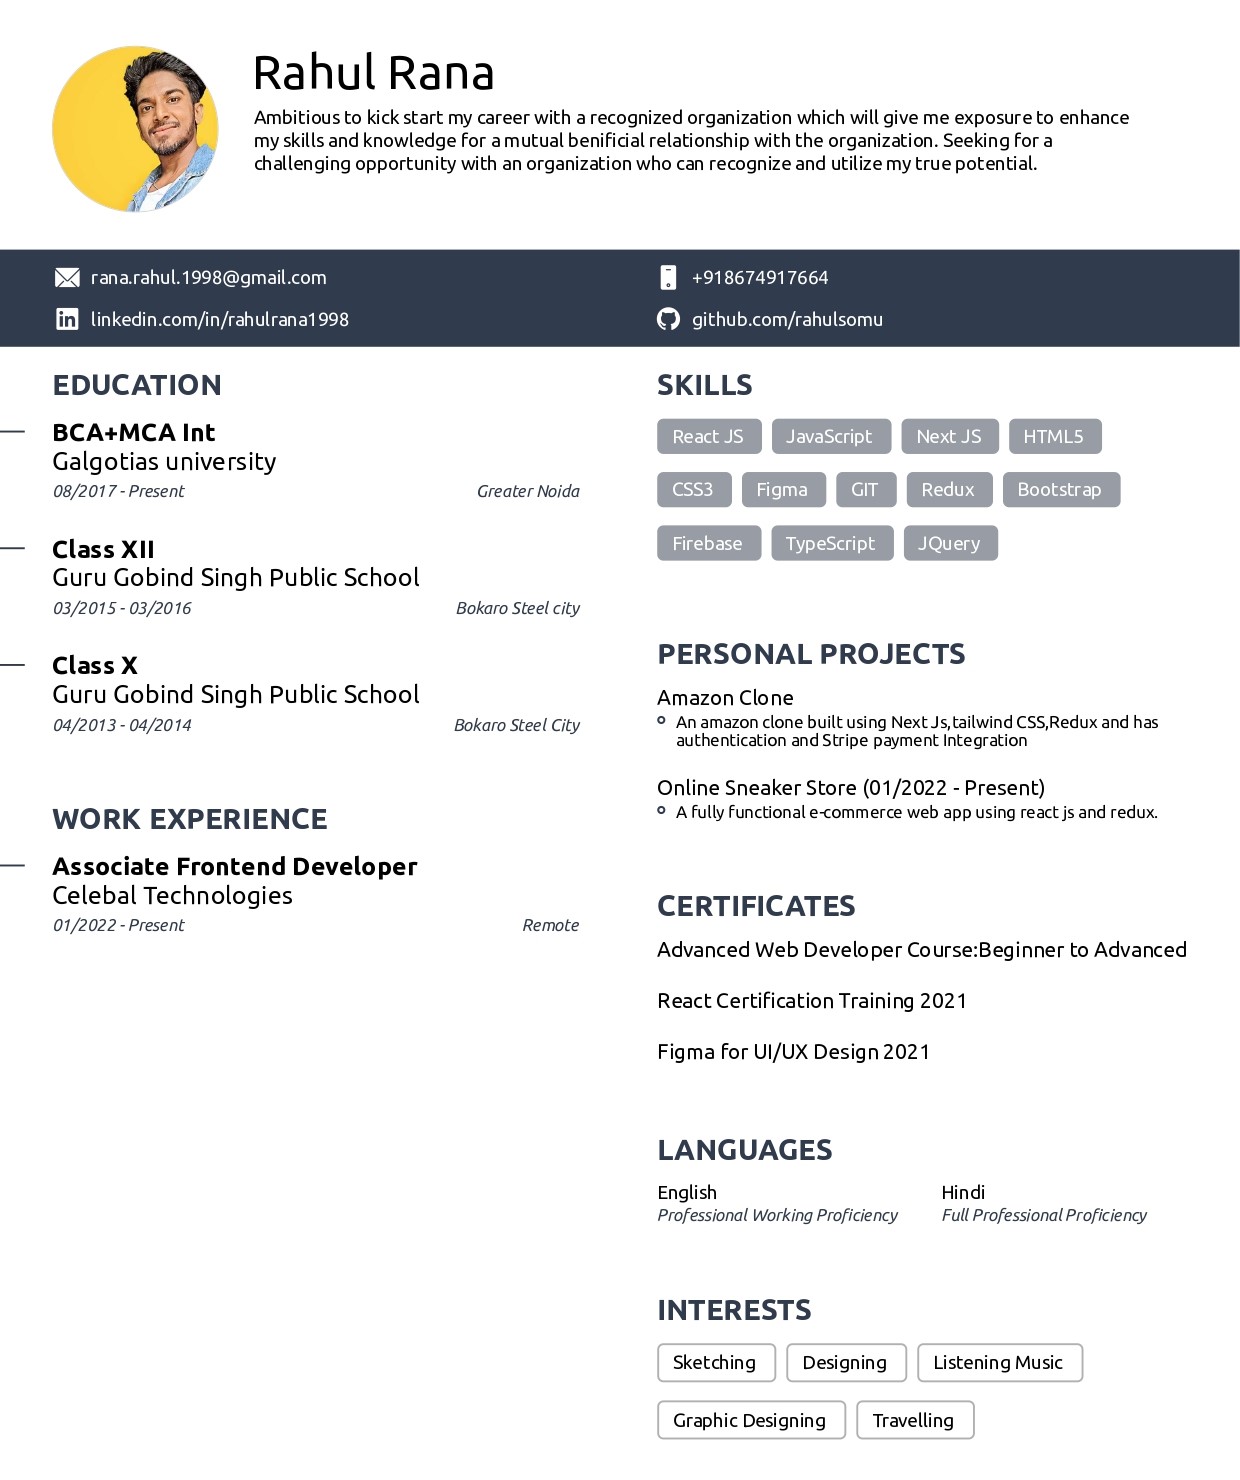 Rahul Rana
Ambitious to kick start my career with a recognized organization which will give me exposure to enhance
my skills and knowledge for a mutual benificial relationship with the organization. Seeking for a
challenging opportunity with an organization who can recognize and utilize my true potential.
rana.rahul.1998@gmail.com
+918674917664
linkedin.com/in/rahulrana1998
github.com/rahulsomu
EDUCATION
BCA+MCA Int
Galgotias university
08/2017 - Present
Greater Noida
Class XII
Guru Gobind Singh Public School
03/2015 - 03/2016
Bokaro Steel city
Class X
Guru Gobind Singh Public School
04/2013 - 04/2014
Bokaro Steel City
WORK EXPERIENCE
Associate Frontend Developer
Celebal Technologies
01/2022 - Present
Remote
SKILLS
React JS JavaScript Next JS HTML5
CSS3 Figma GIT Redux Bootstrap
Firebase TypeScript JQuery
PERSONAL PROJECTS
Amazon Clone
An amazon clone built using Next Js,tailwind CSS,Redux and has
authentication and Stripe payment Integration
Online Sneaker Store (01/2022 - Present)
A fully functional e-commerce web app using react js and redux.
CERTIFICATES
Advanced Web Developer Course:Beginner to Advanced
React Certification Training 2021
Figma for UI/UX Design 2021
LANGUAGES
English
Professional Working Proficiency
Hindi
Full Professional Proficiency
INTERESTS
Sketching Designing Listening Music
Graphic Designing Travelling